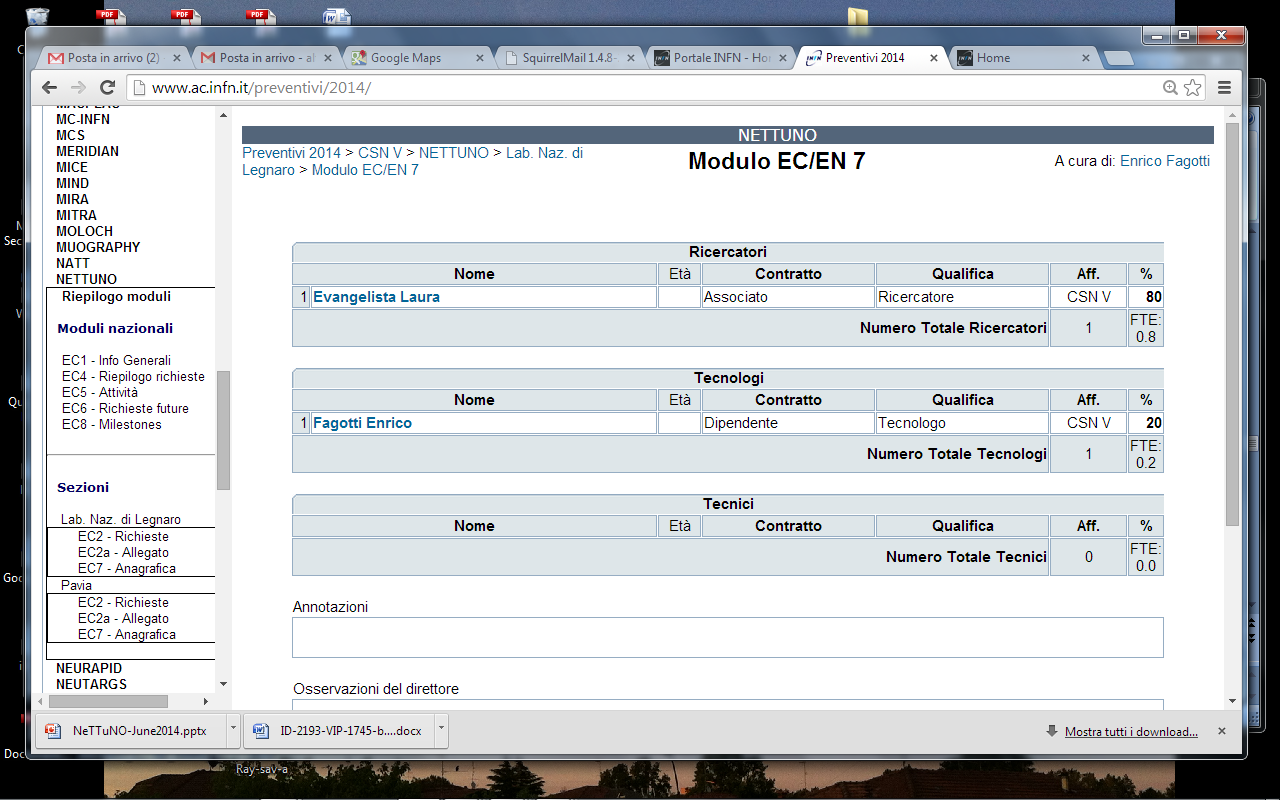 Posta in arrivo (2)
Posta in arrivo - al
Google Maps
SquirrelMail 1.4.8-
Portale INFN - Ho
Preventivi 2014
Home
www.ac.infn.it/preventivi/2014/
MC-INFN
MCS
MERIDIAN
MICE
MIND
MIRA
MITRA
MOLOCH
MUOGRAPHY
NATT
NETTUNO
Riepilogo moduli
Moduli nazionali
EC1 - Info Generali
EC4 - Riepilogo richieste
EC5 - Attività
EC6 - Richieste future
EC8 - Milestones
Sezioni
Lab. Naz. di Legnaro
EC2 - Richieste
EC2a - Allegato
EC7 - Anagrafica
Pavia
EC2 - Richieste
EC2a - Allegato
EC7 - Anagrafica
NEURAPID
NEUTARGS
NETTUNO
Preventivi 2014 > CSN V > NETTUNO > Lab. Naz. di
Legnaro > Modulo EC/EN 7
Modulo EC/EN 7
A cura di: Enrico Fagotti
Ricercatori
Nome Età Contratto Qualifica Aff. %
1 Evangelista Laura Associato Ricercatore CSN V 80
Numero Totale Ricercatori 1 FTE:
0.8
Tecnologi
Nome Età Contratto Qualifica Aff. %
1 Fagotti Enrico Dipendente Tecnologo CSN V 20
Numero Totale Tecnologi 1 FTE:
0.2
Tecnici
Nome Età Contratto Qualifica Aff. %
Numero Totale Tecnici 0 FTE:
0.0
Annotazioni
Osservazioni del direttore
NeTTuNO-June2014.pptx
ID-2193-VIP-1745-b....docx
Mostra tutti i download...
Ray-sav-a